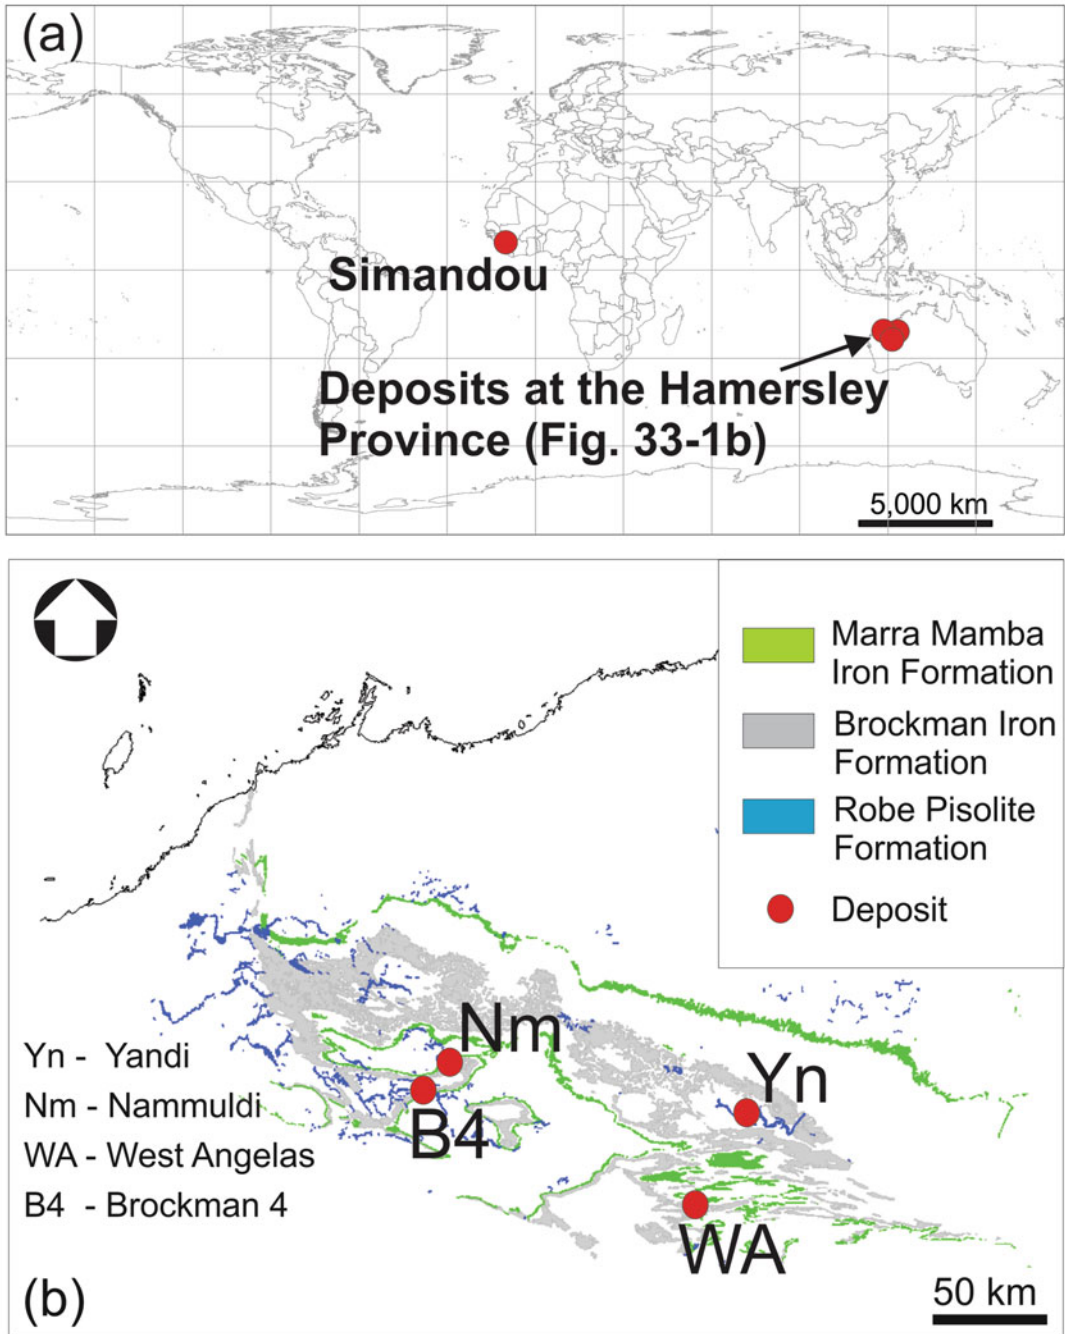 (a)
Simandou
Deposits at the Hamersley
Province (Fig. 33-1b)
5,000 km
Marra Mamba
Iron Formation
Brockman Iron
Formation
Robe Pisolite
Formation
Deposit
Nm
Yn
B4
WA
Yn - Yandi
Nm - Nammuldi
WA - West Angelas
B4 - Brockman 4
(b)
50 km